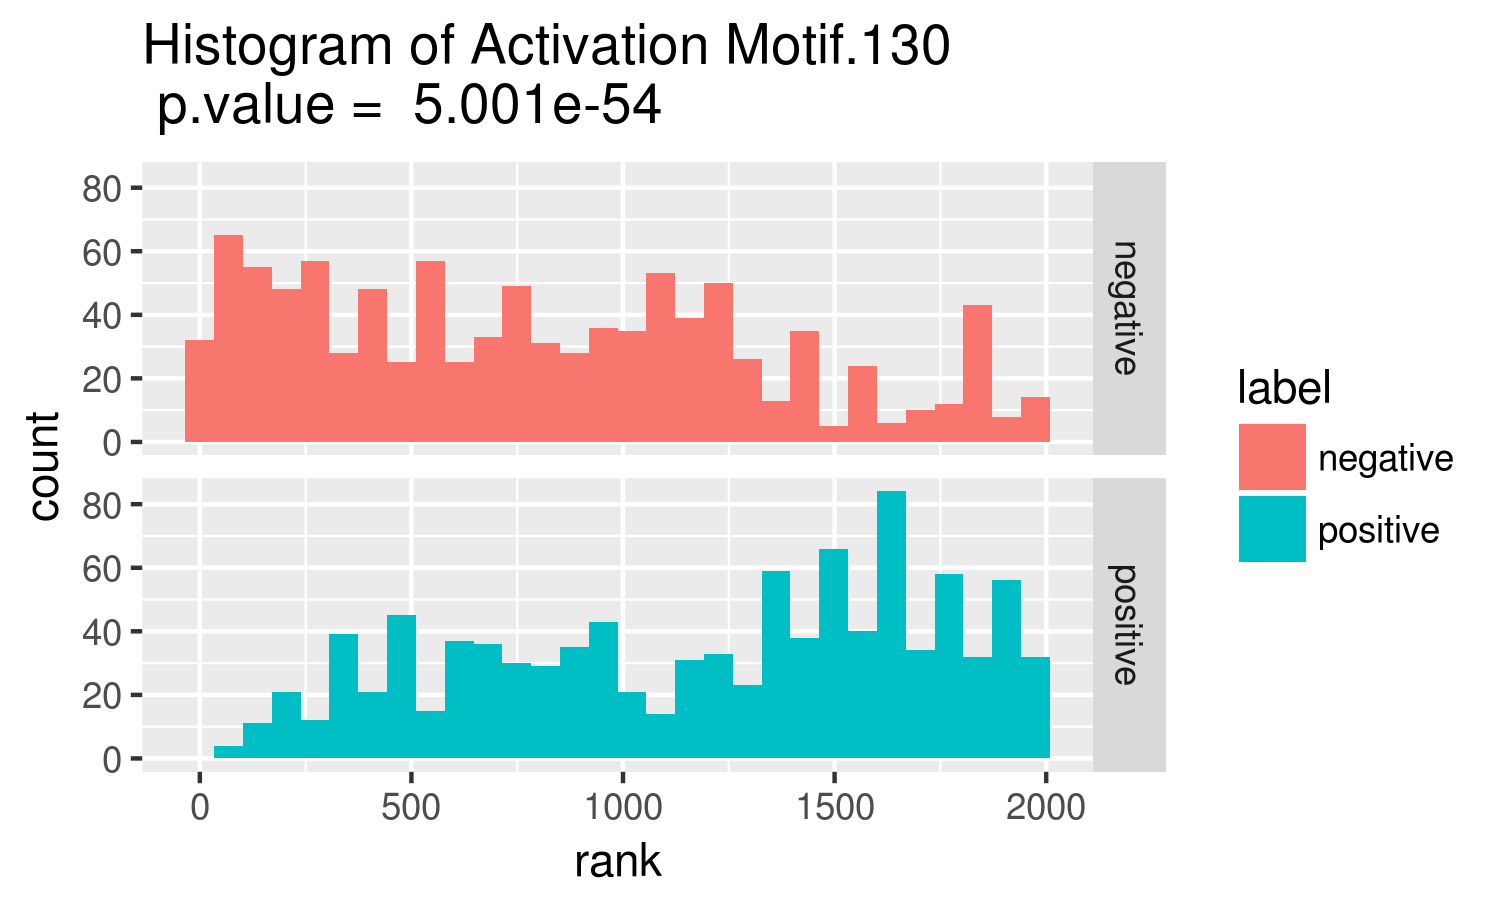 Histogram of Activation Motif.130
p.value = 5.001e-54
count
80
60
40
20
0
negative
80
60
40
20
0
positive
0 500 1000 1500 2000
rank
label
negative
positive